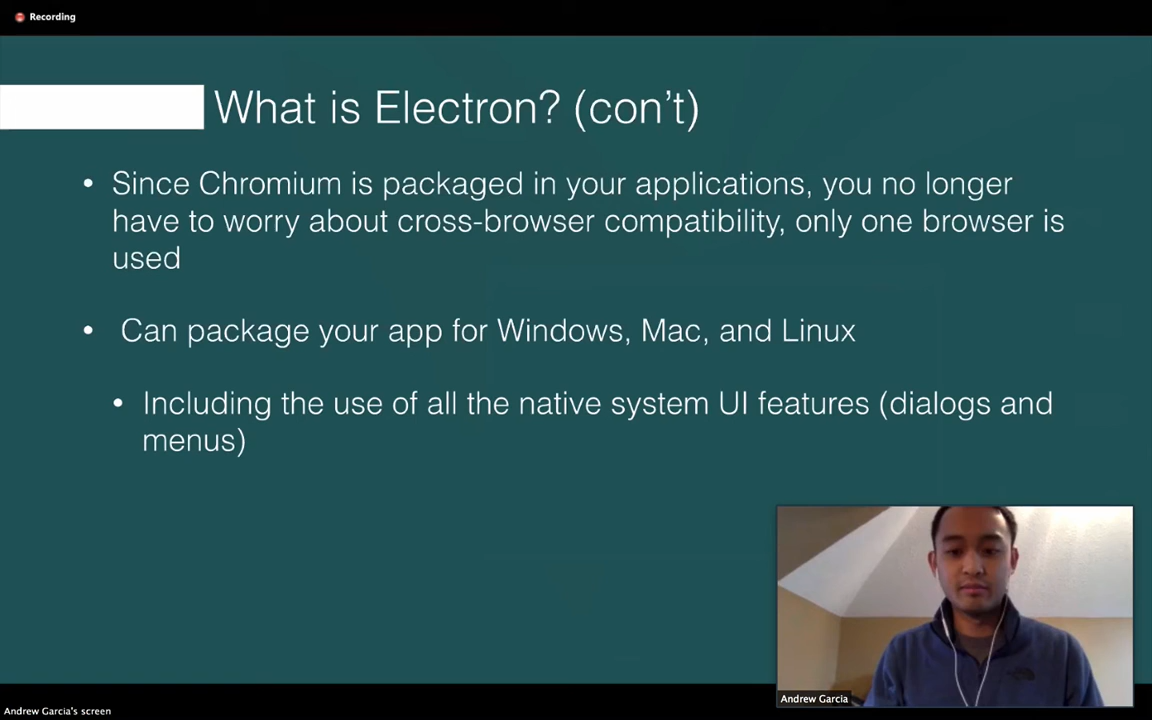 Recording
What is Electron? (con’t)
• Since Chromium is packaged in your applications, you no longer
have to worry about cross-browser compatibility, only one browser is
used
• Can package your app for Windows, Mac, and Linux
• Including the use of all the native system UI features (dialogs and
menus)
Andrew Garcia
Andrew Garcia's screen